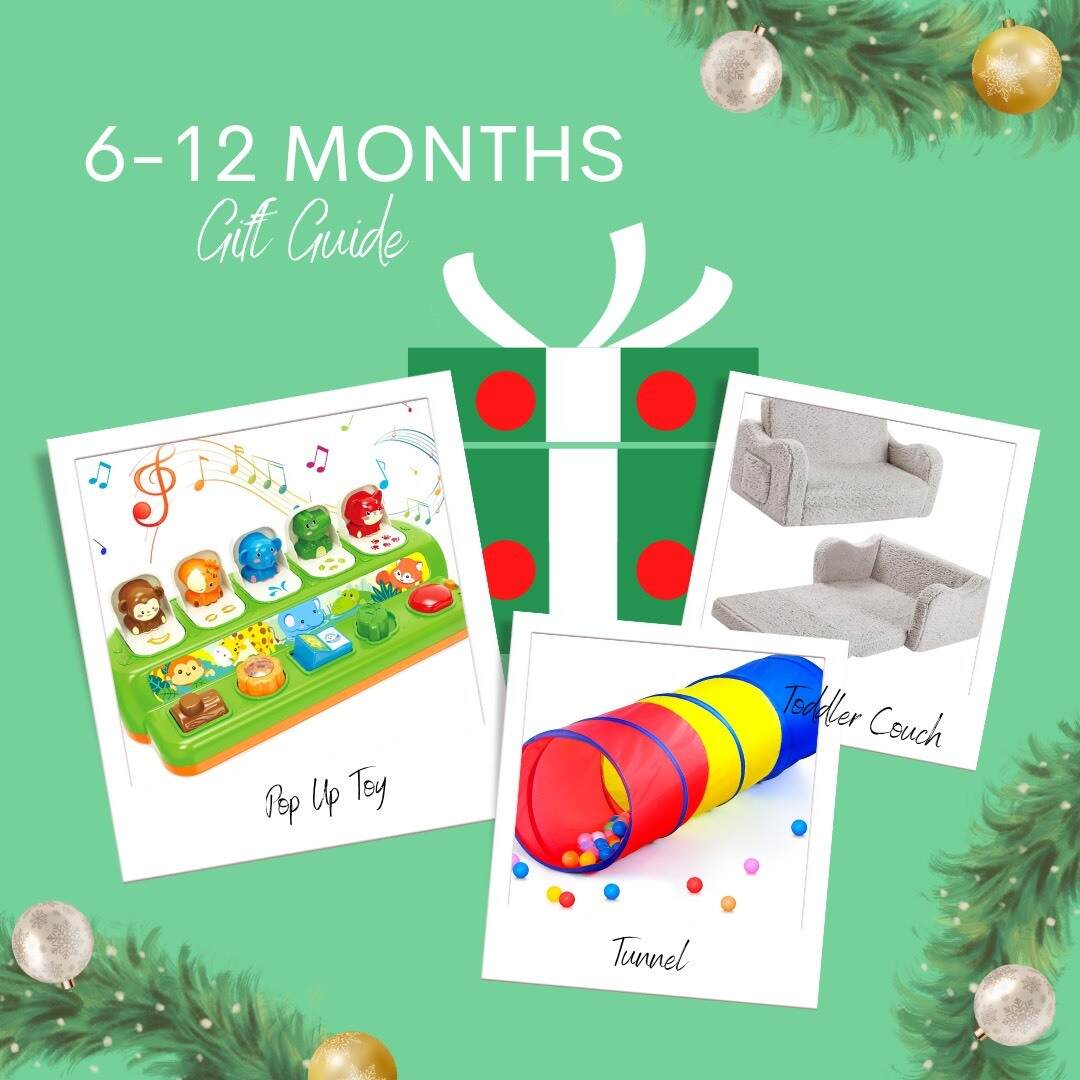 6-12 MONTHS
Gift Guide
Pop Up Toy
Toddler Couch
Tunnel